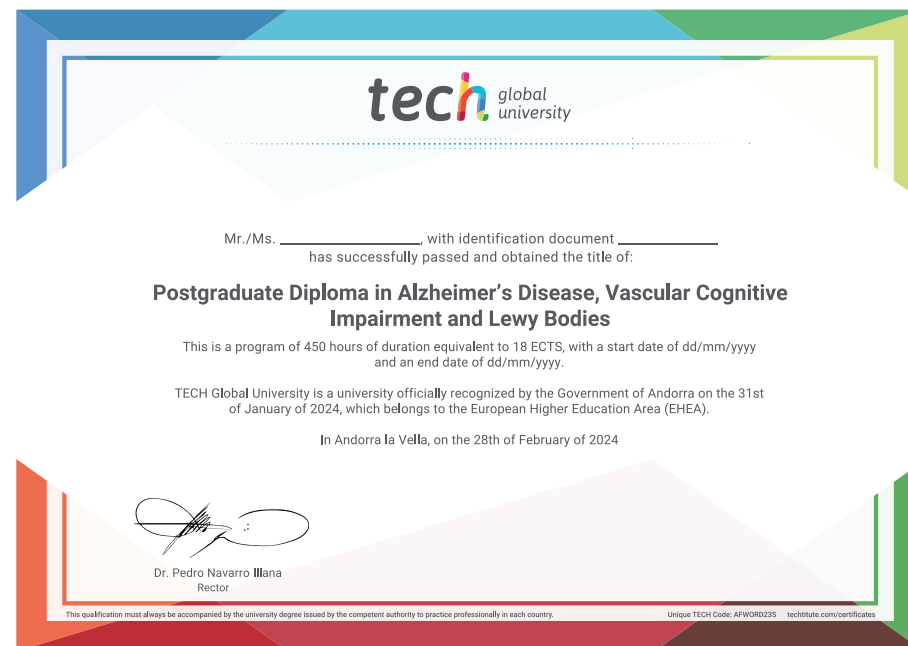 tech global university
Mr./Ms. ____________________, with identification document ______________
has successfully passed and obtained the title of:
Postgraduate Diploma in Alzheimer’s Disease, Vascular Cognitive
Impairment and Lewy Bodies
This is a program of 450 hours of duration equivalent to 18 ECTS, with a start date of dd/mm/yyyy
and an end date of dd/mm/yyyy.
TECH Global University is a university officially recognized by the Government of Andorra on the 31st
of January of 2024, which belongs to the European Higher Education Area (EHEA).
In Andorra la Vella, on the 28th of February of 2024
Dr. Pedro Navarro Illana
Rector
This qualification must always be accompanied by the university degree issued by the competent authority to practice professionally in each country. Unique TECH Code: AFWORD23S techtitute.com/certificates